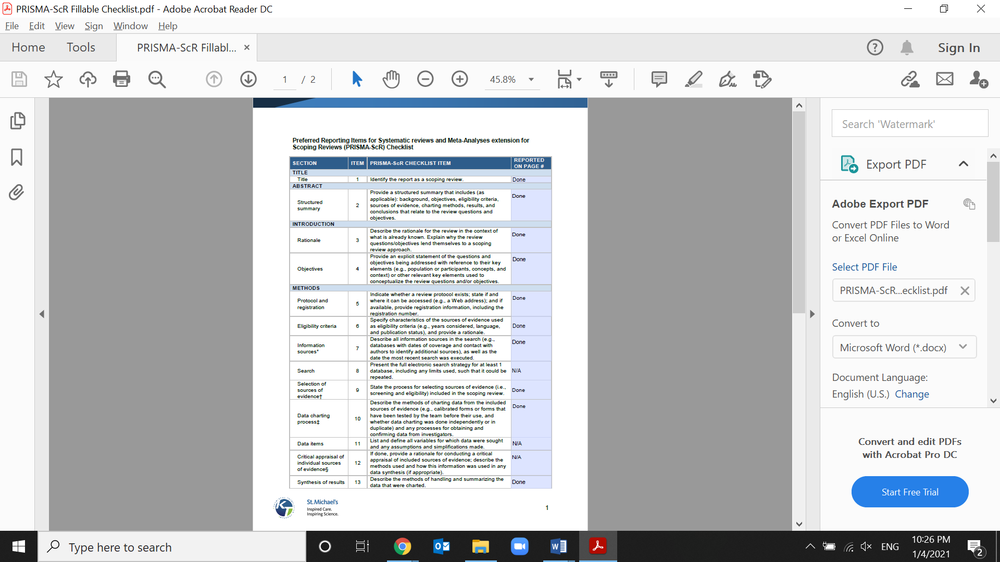 PRISMA-ScR Fillable Checklist.pdf - Adobe Acrobat Reader DC
File Edit View Sign Window Help
Home Tools PRISMA-ScR Fillabl... × Sign In
1 / 2 45.8%
Preferred Reporting Items for Systematic reviews and Meta-Analyses extension for
Scoping Reviews (PRISMA-ScR) Checklist
SECTION ITEM PRISMA-ScR CHECKLIST ITEM REPORTED
ON PAGE #
TITLE
Title 1 Identify the report as a scoping review. Done
ABSTRACT
Structured
summary
2
Provide a structured summary that includes (as
applicable): background, objectives, eligibility criteria,
sources of evidence, charting methods, results, and
conclusions that relate to the review questions and
objectives.
Done
INTRODUCTION
Rationale
3
Describe the rationale for the review in the context of
what is already known. Explain why the review
questions/objectives lend themselves to a scoping
review approach.
Done
Objectives
4
Provide an explicit statement of the questions and
objectives being addressed with reference to their key
elements (e.g., population or participants, concepts, and
context) or other relevant key elements used to
conceptualize the review questions and/or objectives.
Done
METHODS
Protocol and
registration
5
Indicate whether a review protocol exists; state if and
where it can be accessed (e.g., a Web address); and if
available, provide registration information, including the
registration number.
Done
Eligibility criteria
6
Specify characteristics of the sources of evidence used
as eligibility criteria (e.g., years considered, language,
and publication status), and provide a rationale.
Done
Information
sources*
7
Describe all information sources in the search (e.g.,
databases with dates of coverage and contact with
authors to identify additional sources), as well as the
date the most recent search was executed.
Done
Search
8
Present the full electronic search strategy for at least 1
database, including any limits used, such that it could be
repeated.
N/A
Selection of
sources of
evidence†
9
State the process for selecting sources of evidence (i.e.,
screening and eligibility) included in the scoping review.
Done
Data charting
process‡
10
Describe the methods of charting data from the included
sources of evidence (e.g., calibrated forms or forms that
have been tested by the team before their use, and
whether data charting was done independently or in
duplicate) and any processes for obtaining and
confirming data from investigators.
Done
Data items
11
List and define all variables for which data were sought
and any assumptions and simplifications made.
N/A
Critical appraisal of
individual sources
of evidence§
12
If done, provide a rationale for conducting a critical
appraisal of included sources of evidence; describe the
methods used and how this information was used in any
data synthesis (if appropriate).
N/A
Synthesis of results
13
Describe the methods of handling and summarizing the
data that were charted.
Done
KT
St. Michael's
Inspired Care.
Inspiring Science.
1
Search 'Watermark'
Export PDF
Adobe Export PDF
Convert PDF Files to Word
or Excel Online
Select PDF File
PRISMA-ScR...ecklist.pdf
Convert to
Microsoft Word (*.docx)
Document Language:
English (U.S.) Change
Convert and edit PDFs
with Acrobat Pro DC
Start Free Trial
Type here to search
ENG
10:26 PM
1/4/2021
2